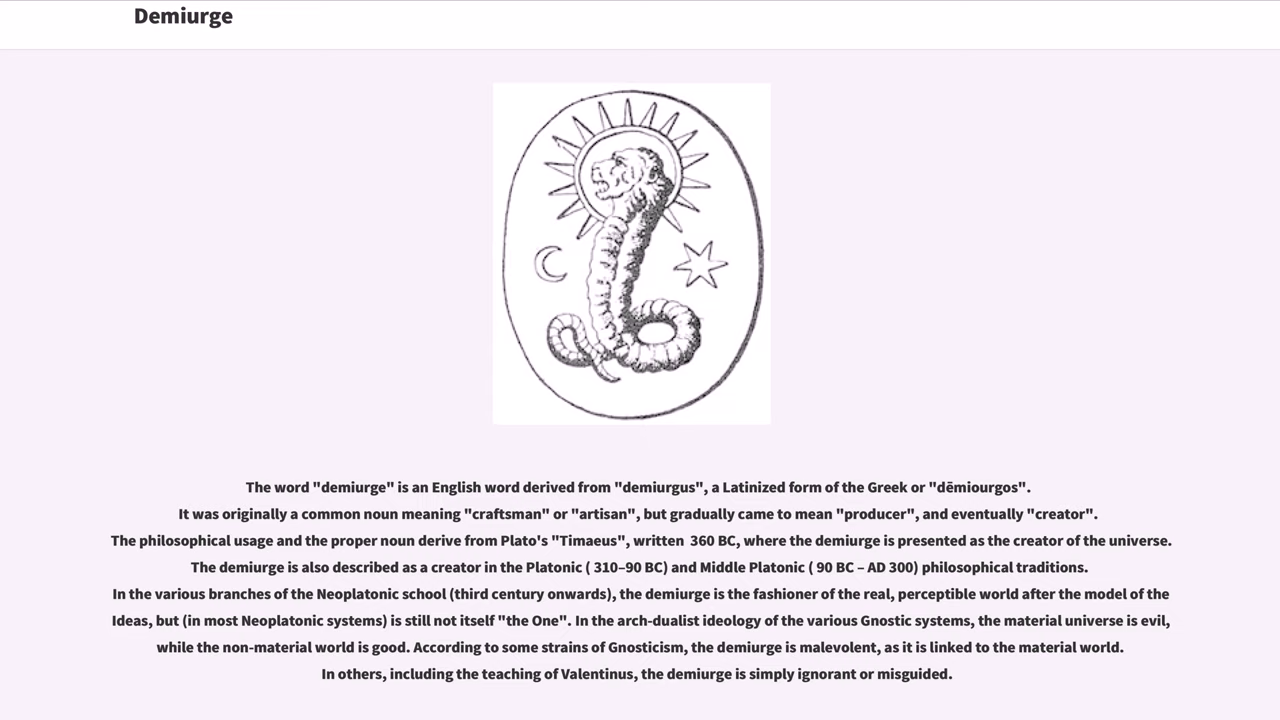 Demiurge
The word "demiurge" is an English word derived from "demiurgus", a Latinized form of the Greek or "dēmiourgos".
It was originally a common noun meaning "craftsman" or "artisan", but gradually came to mean "producer", and eventually "creator".
The philosophical usage and the proper noun derive from Plato's "Timaeus", written  360 BC, where the demiurge is presented as the creator of the universe.
The demiurge is also described as a creator in the Platonic ( 310–90 BC) and Middle Platonic ( 90 BC – AD 300) philosophical traditions.
In the various branches of the Neoplatonic school (third century onwards), the demiurge is the fashioner of the real, perceptible world after the model of the
Ideas, but (in most Neoplatonic systems) is still not itself "the One". In the arch-dualist ideology of the various Gnostic systems, the material universe is evil,
while the non-material world is good. According to some strains of Gnosticism, the demiurge is malevolent, as it is linked to the material world.
In others, including the teaching of Valentinus, the demiurge is simply ignorant or misguided.